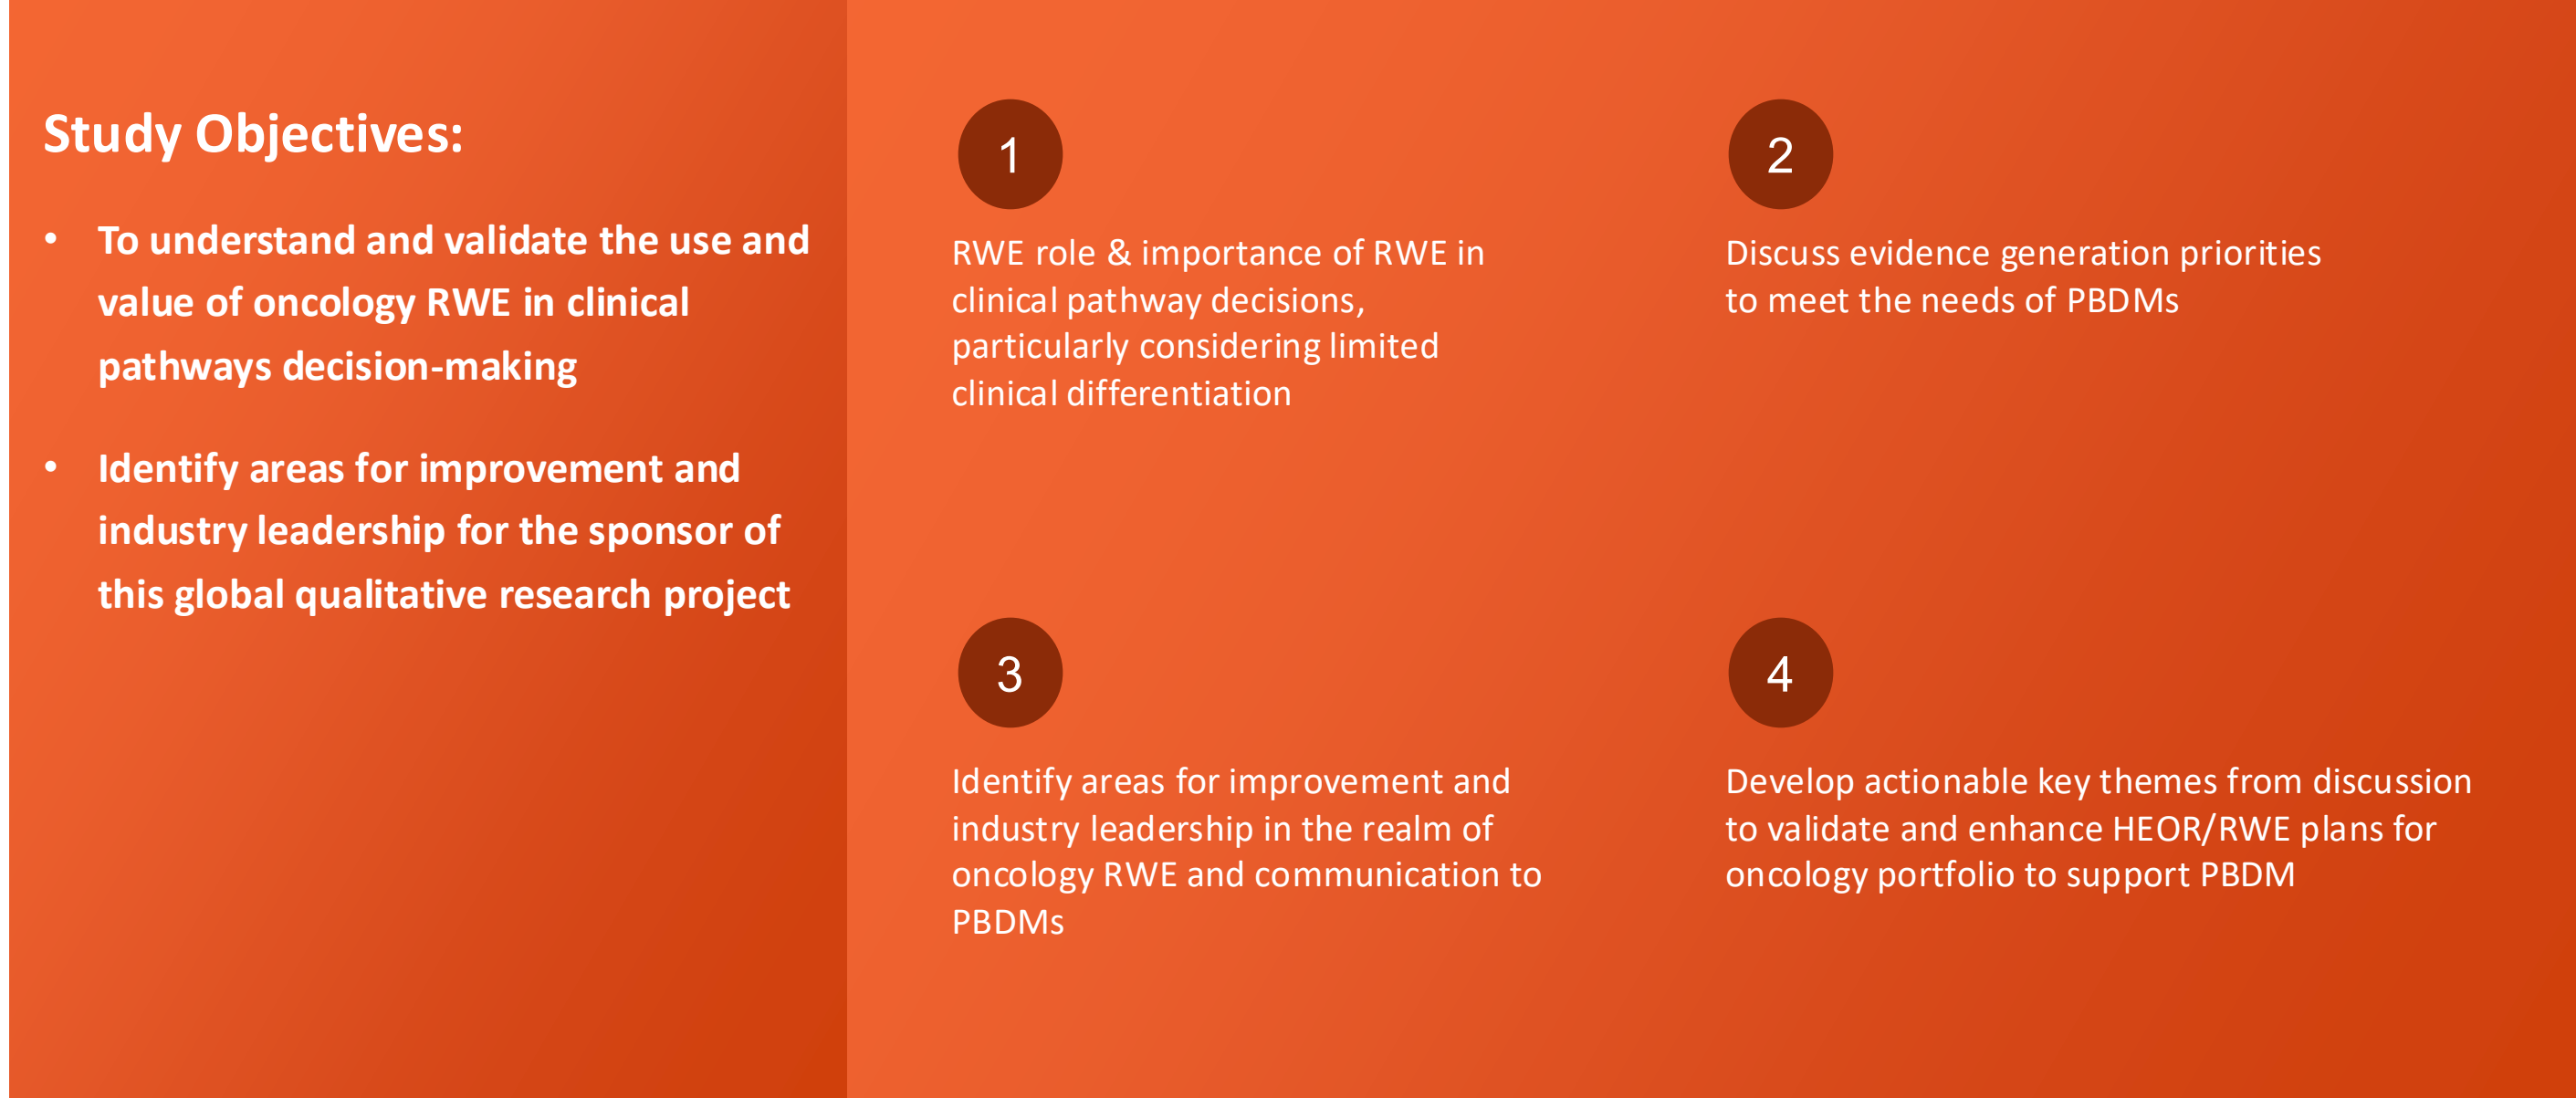 Study Objectives:
• To understand and validate the use and
value of oncology RWE in clinical
pathways decision-making
• Identify areas for improvement and
industry leadership for the sponsor of
this global qualitative research project
1
RWE role & importance of RWE in
clinical pathway decisions,
particularly considering limited
clinical differentiation
2
Discuss evidence generation priorities
to meet the needs of PBDMs
3
Identify areas for improvement and
industry leadership in the realm of
oncology RWE and communication to
PBDMs
4
Develop actionable key themes from discussion
to validate and enhance HEOR/RWE plans for
oncology portfolio to support PBDM